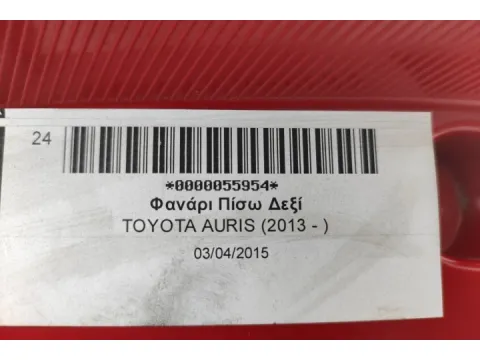 24
*0000055954*
Φανάρι Πίσω Δεξί
TOYOTA AURIS (2013 - )
03/04/2015